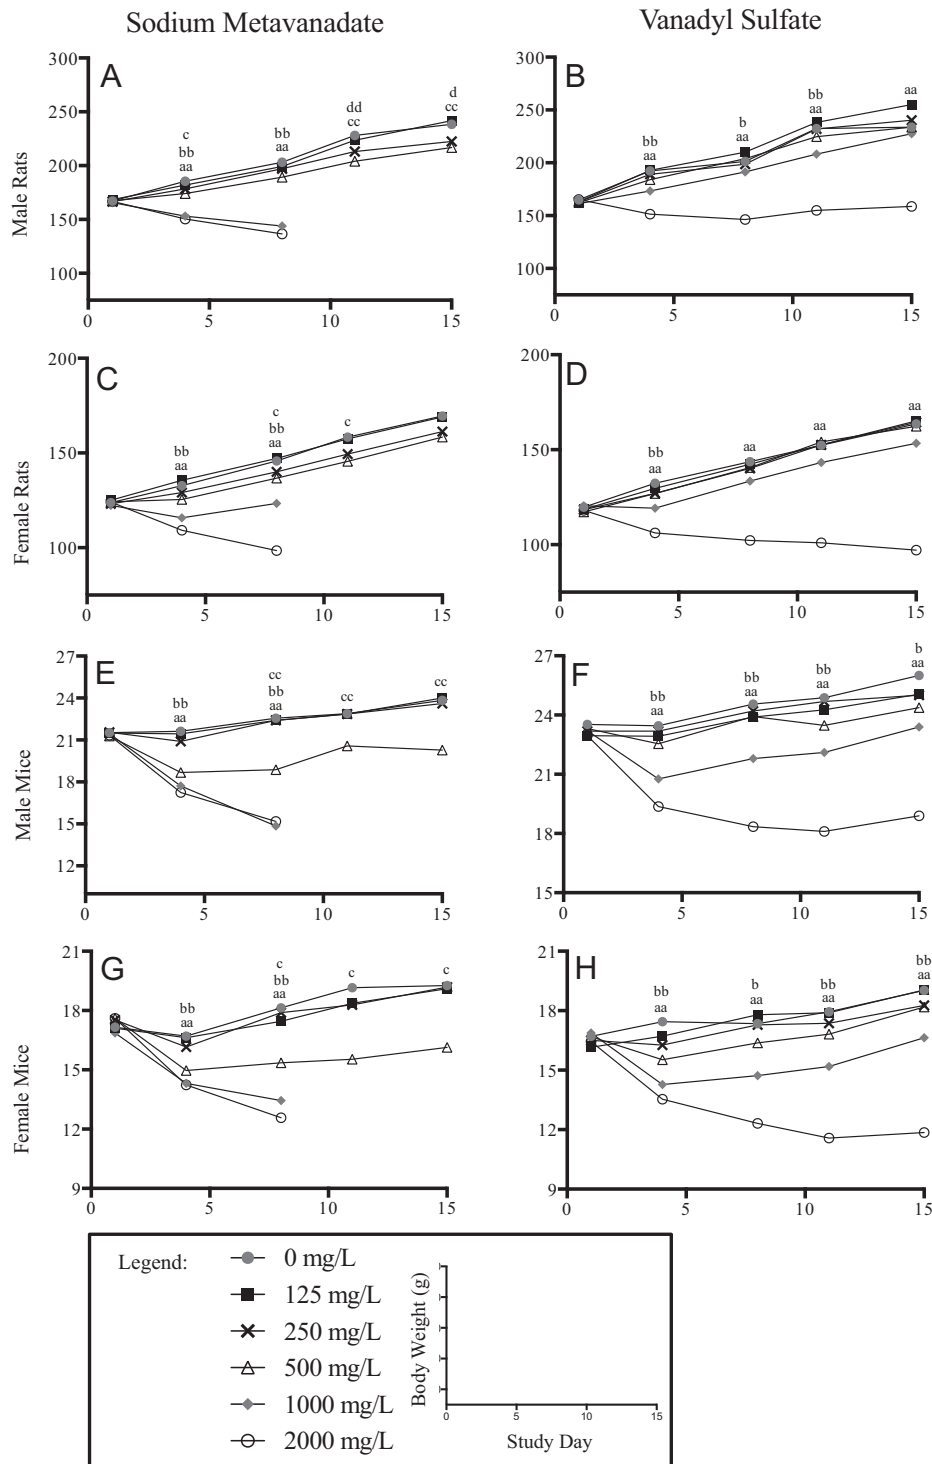 Sodium Metavanadate
Vanadyl Sulfate
A
Male Rats
300
250
200
150
100
0
5
10
15
c
bb
aa
bb
aa
dd
cc
d
cc
B
300
250
200
150
100
0
5
10
15
bb
aa
b
aa
bb
aa
aa
C
Female Rats
200
150
100
0
5
10
15
bb
aa
c
bb
aa
c
D
200
150
100
0
5
10
15
bb
aa
aa
aa
aa
E
Male Mice
27
24
21
18
15
12
0
5
10
15
bb
aa
cc
bb
aa
cc
cc
F
27
24
21
18
15
0
5
10
15
bb
aa
bb
aa
bb
aa
b
aa
G
Female Mice
21
18
15
12
9
0
5
10
15
bb
aa
c
bb
aa
c
c
H
21
18
15
12
9
0
5
10
15
bb
aa
b
aa
bb
aa
bb
aa
Legend:
0 mg/L
125 mg/L
250 mg/L
500 mg/L
1000 mg/L
2000 mg/L
Body Weight (g)
0
5
10
15
Study Day